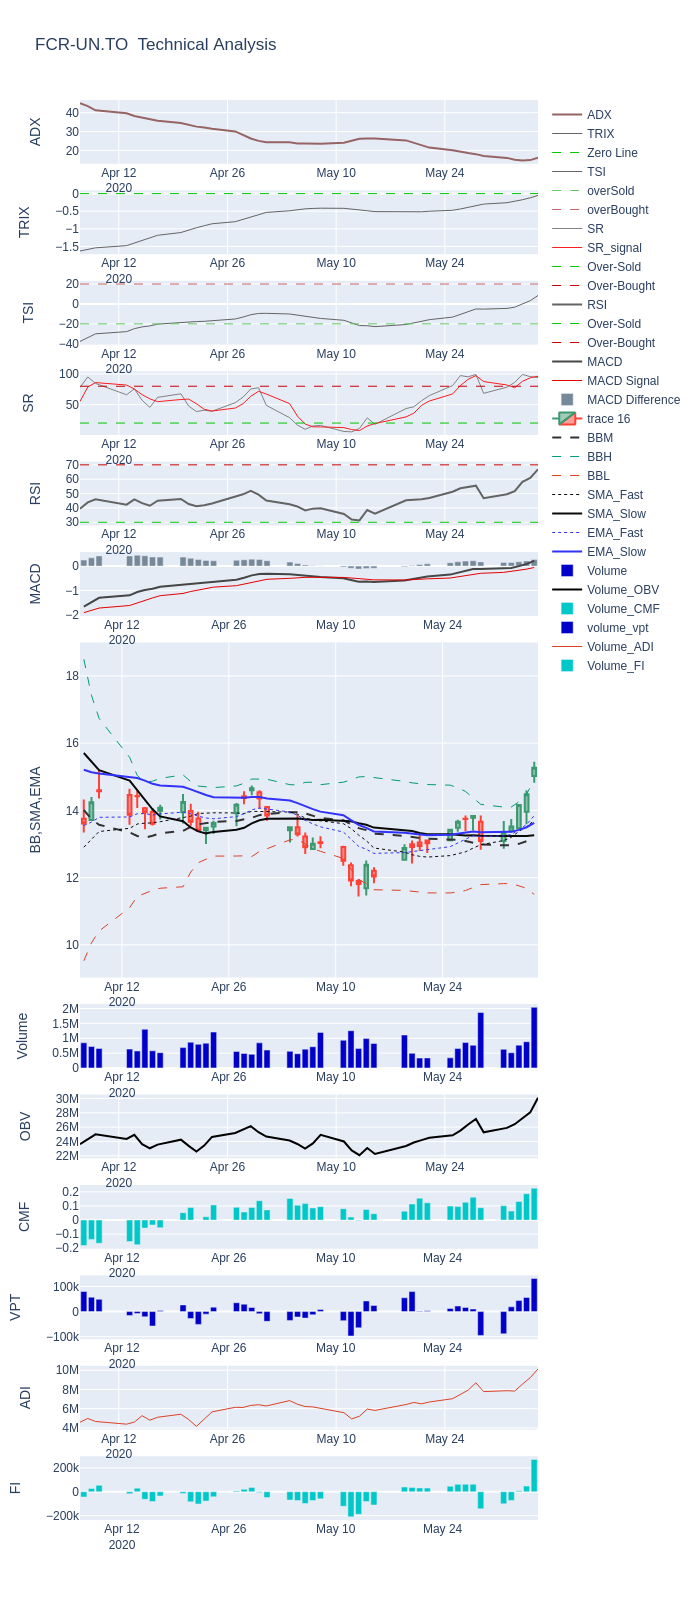 FCR-UN.TO  Technical Analysis
ADX
40
30
20
Apr 12
2020
Apr 26
May 10
May 24
TRIX
0
−0.5
−1
−1.5
Apr 12
2020
Apr 26
May 10
May 24
TSI
20
0
−20
−40
Apr 12
2020
Apr 26
May 10
May 24
SR
100
50
Apr 12
2020
Apr 26
May 10
May 24
RSI
70
60
50
40
30
Apr 12
2020
Apr 26
May 10
May 24
MACD
0
−1
−2
Apr 12
2020
Apr 26
May 10
May 24
BB,SMA,EMA
18
16
14
12
10
Apr 12
2020
Apr 26
May 10
May 24
Volume
2M
1.5M
1M
0.5M
0
Apr 12
2020
Apr 26
May 10
May 24
OBV
30M
28M
26M
24M
22M
Apr 12
2020
Apr 26
May 10
May 24
CMF
0.2
0.1
0
−0.1
−0.2
Apr 12
2020
Apr 26
May 10
May 24
VPT
100k
0
−100k
Apr 12
2020
Apr 26
May 10
May 24
ADI
10M
8M
6M
4M
Apr 12
2020
Apr 26
May 10
May 24
FI
200k
0
−200k
Apr 12
2020
Apr 26
May 10
May 24
ADX
TRIX
Zero Line
TSI
overSold
overBought
SR
SR_signal
Over-Sold
Over-Bought
RSI
Over-Sold
Over-Bought
MACD
MACD Signal
MACD Difference
trace 16
BBM
BBH
BBL
SMA_Fast
SMA_Slow
EMA_Fast
EMA_Slow
Volume
Volume_OBV
Volume_CMF
volume_vpt
Volume_ADI
Volume_FI